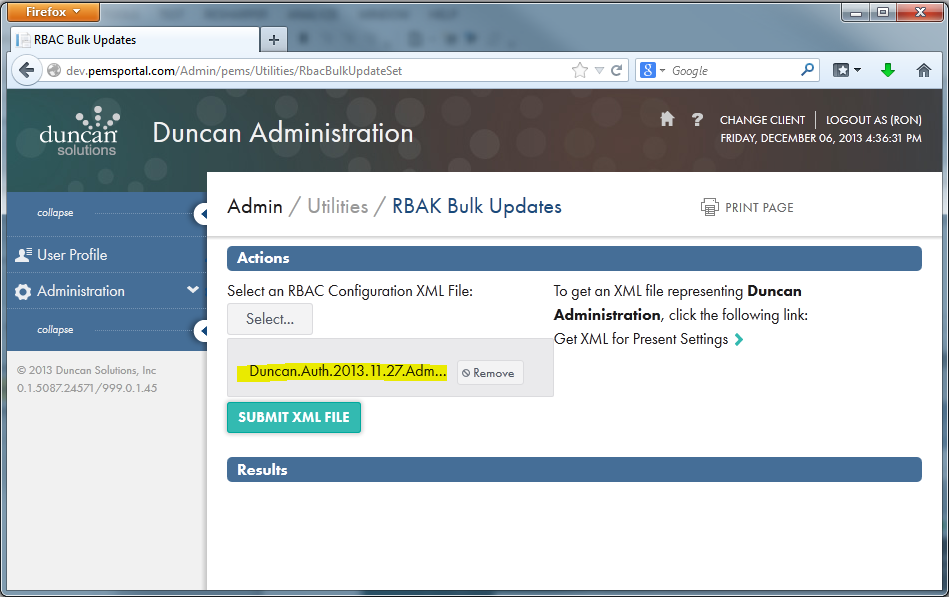 Firefox
RBAC Bulk Updates
dev.pemsportal.com/Admin/pems/Utilities/RbacBulkUpdateSet
Google
duncan
solutions
Duncan Administration
CHANGE CLIENT
LOGOUT AS (RON)
FRIDAY, DECEMBER 06, 2013 4:36:31 PM
collapse
User Profile
Administration
collapse
© 2013 Duncan Solutions, Inc
0.1.5087.24571/999.0.1.45
Admin / Utilities / RBAK Bulk Updates
PRINT PAGE
Actions
Select an RBAC Configuration XML File:
Select...
Duncan.Auth.2013.11.27.Adm...
Remove
SUBMIT XML FILE
To get an XML file representing Duncan
Administration, click the following link:
Get XML for Present Settings
Results